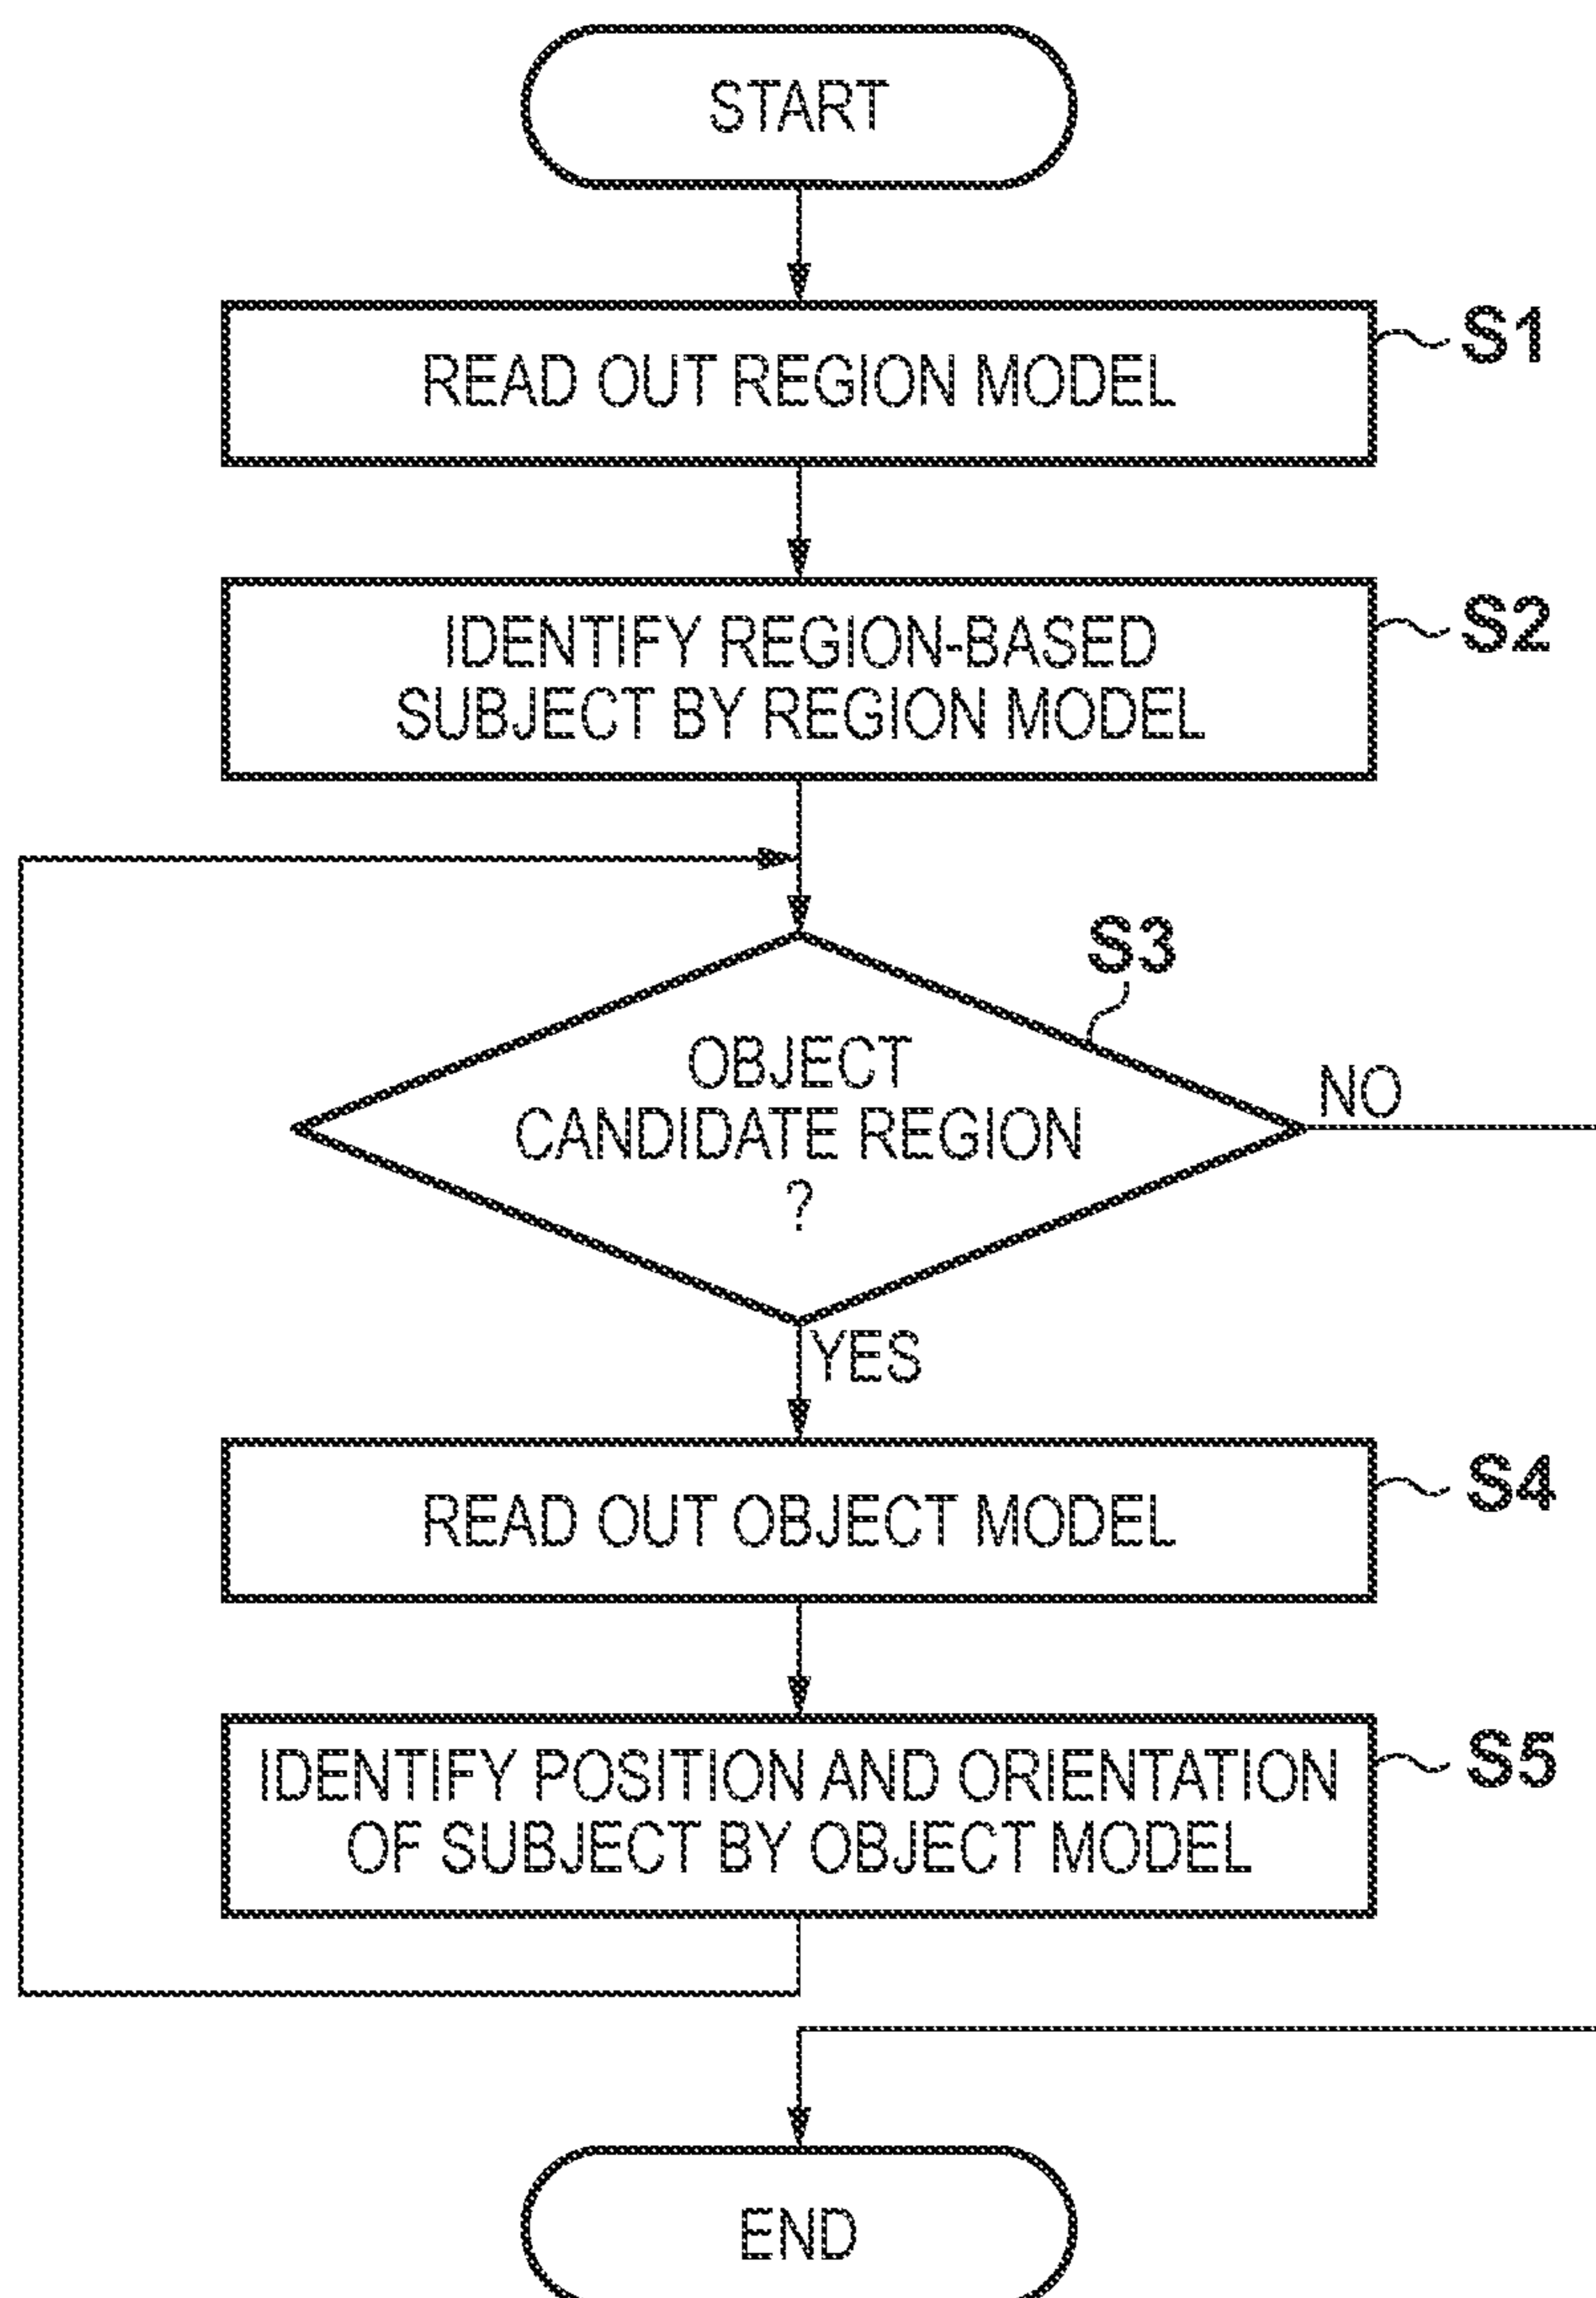 START
READ OUT REGION MODEL
S1
IDENTIFY REGION-BASED
SUBJECT BY REGION MODEL
S2
S3
OBJECT
CANDIDATE REGION
?
NO
YES
READ OUT OBJECT MODEL
S4
IDENTIFY POSITION AND ORIENTATION
OF SUBJECT BY OBJECT MODEL
S5
END